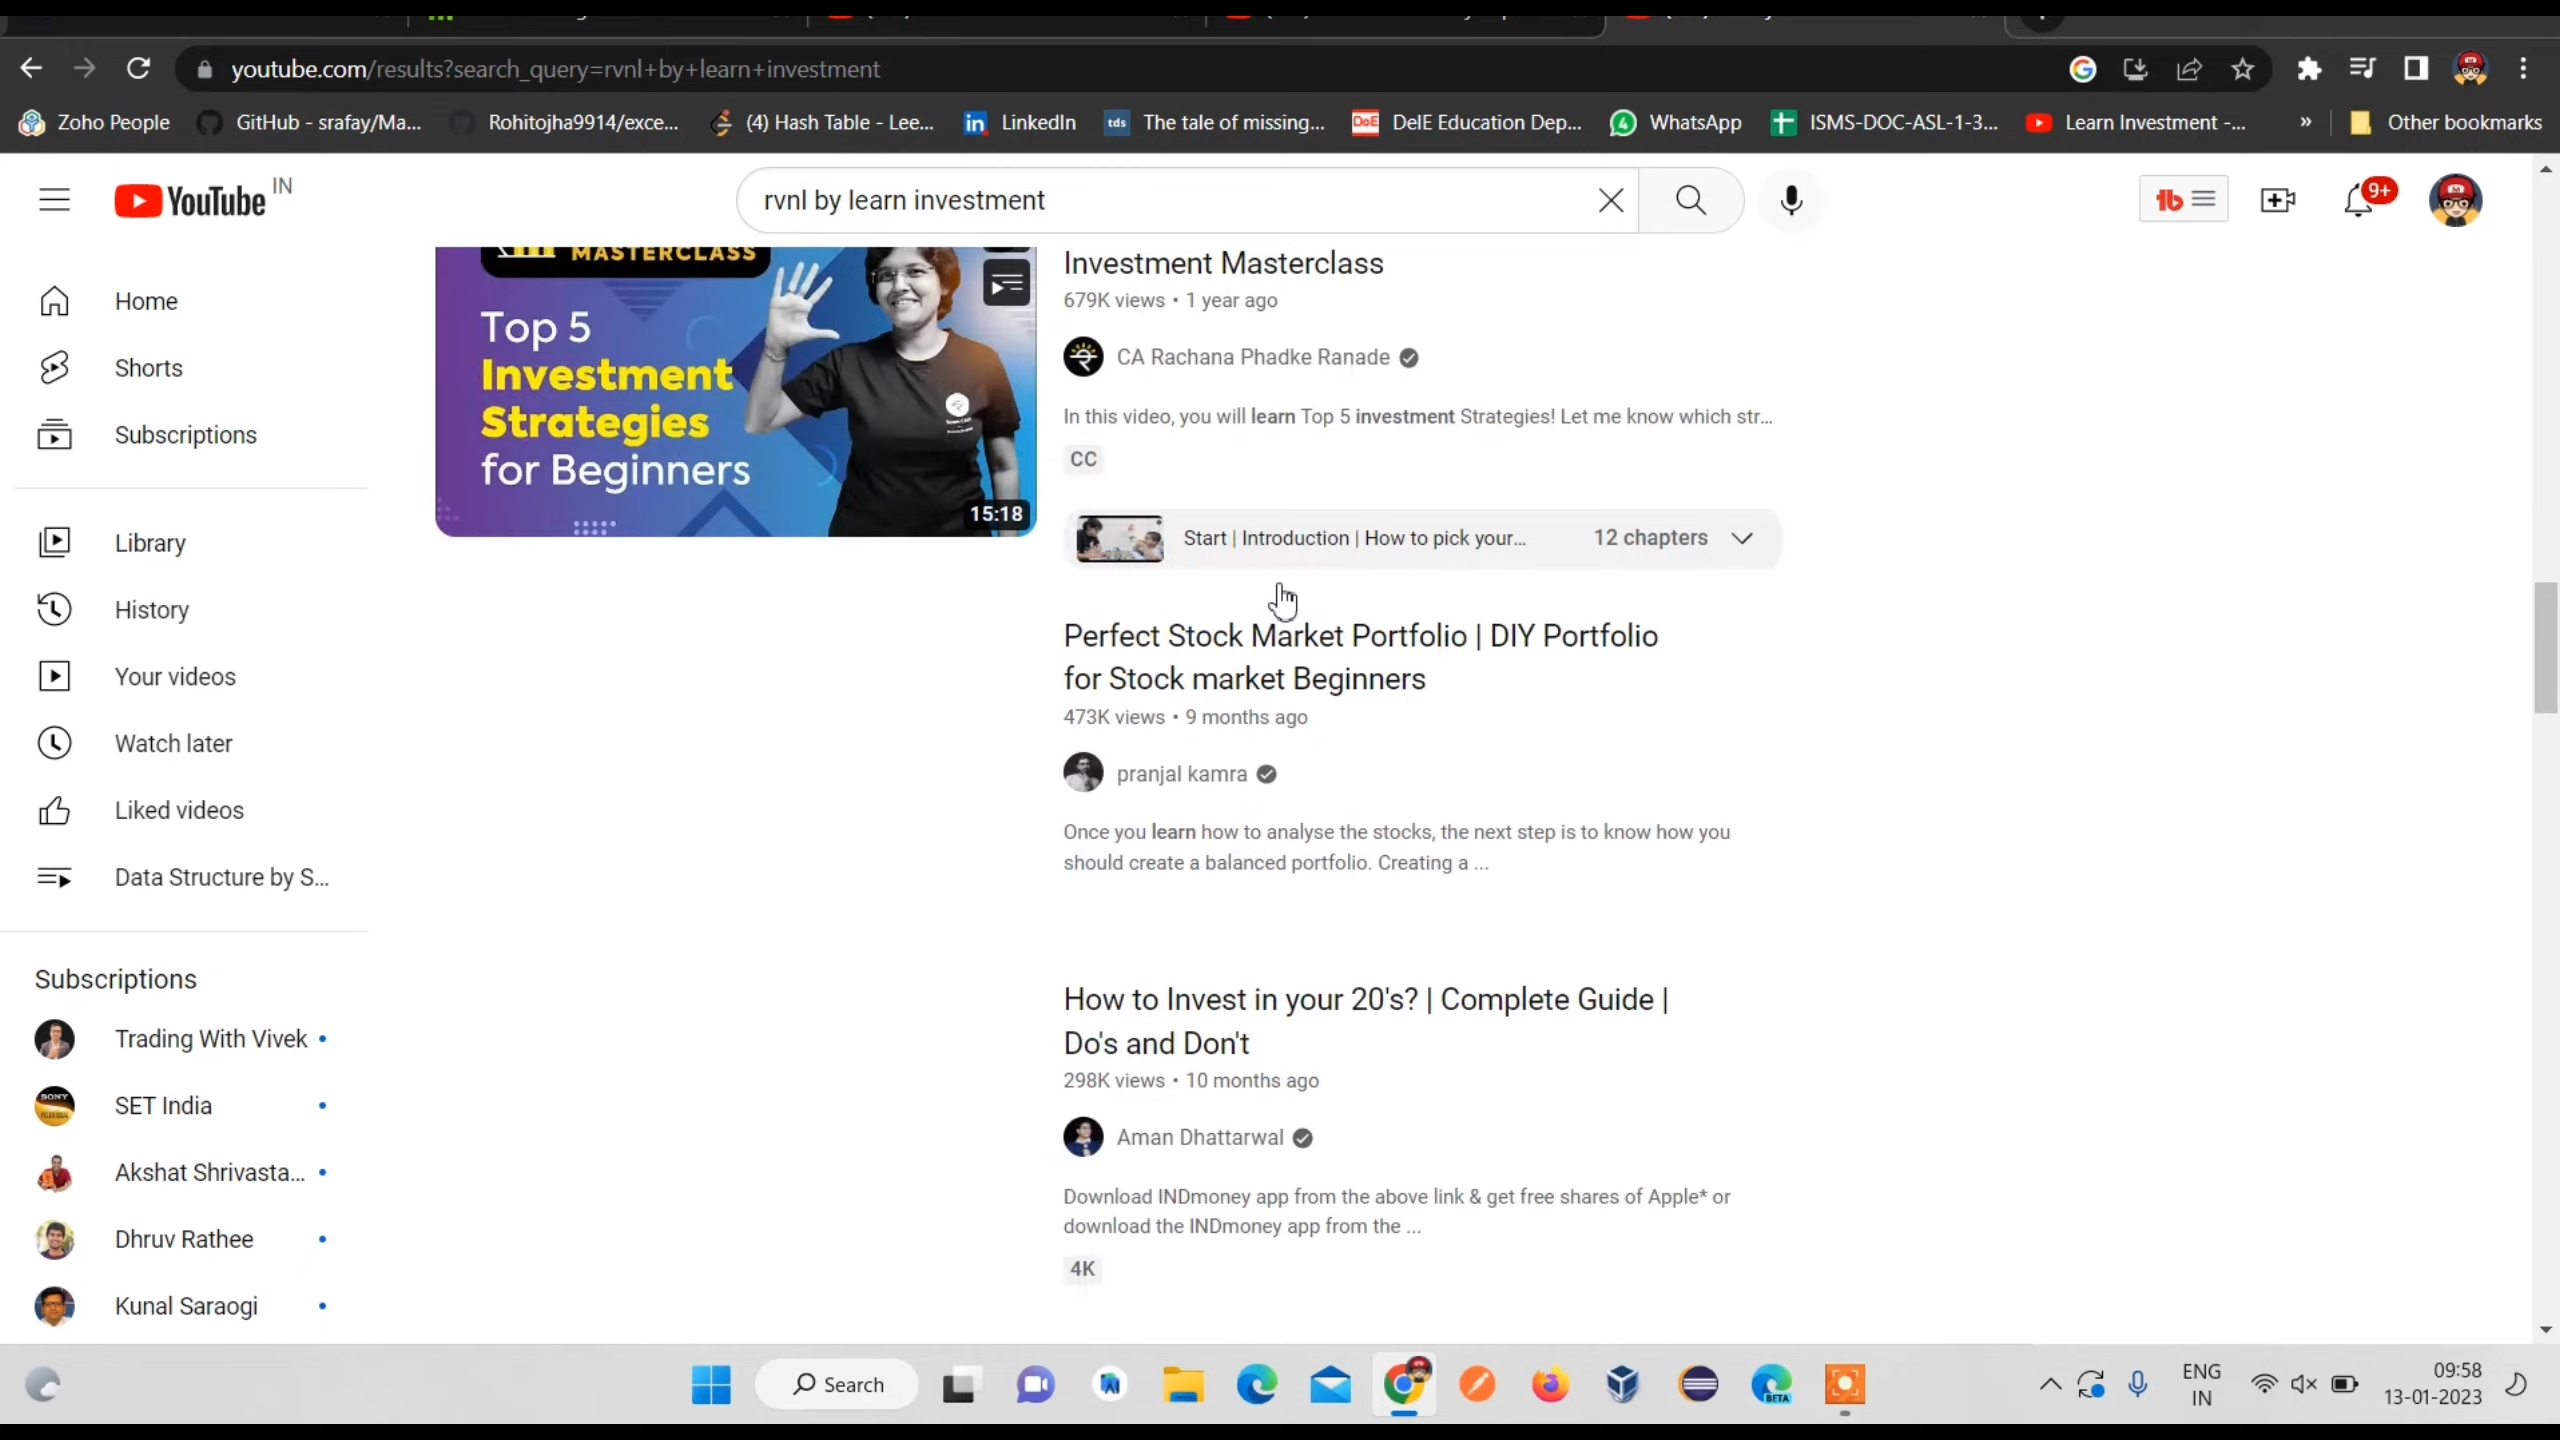 youtube.com/results?search_query=rvnl+by+learn+investment
Zoho People
GitHub - srafay/Ma...
Rohitojha9914/exce...
(4) Hash Table - Lee...
LinkedIn
tds
The tale of missing...
DoE
DelE Education Dep...
4
WhatsApp
ISMS-DOC-ASL-1-3...
Learn Investment -...
»
Other bookmarks
YouTube IN
rvnl by learn investment
9+
Home
Shorts
Subscriptions
Library
History
Your videos
Watch later
Liked videos
Data Structure by S...
Subscriptions
Trading With Vivek
SET India
Akshat Shrivasta...
Dhruv Rathee
Kunal Saraogi
MASTERCLASS
Top 5
Investment
Strategies
for Beginners
15:18
Investment Masterclass
679K views • 1 year ago
CA Rachana Phadke Ranade
In this video, you will learn Top 5 investment Strategies! Let me know which str...
CC
Start | Introduction | How to pick your... 12 chapters
Perfect Stock Market Portfolio | DIY Portfolio
for Stock market Beginners
473K views • 9 months ago
pranjal kamra
Once you learn how to analyse the stocks, the next step is to know how you
should create a balanced portfolio. Creating a ...
How to Invest in your 20's? | Complete Guide |
Do's and Don't
298K views • 10 months ago
Aman Dhattarwal
Download INDmoney app from the above link & get free shares of Apple* or
download the INDmoney app from the ...
4K
Search
BETA
ENG
IN
09:58
13-01-2023